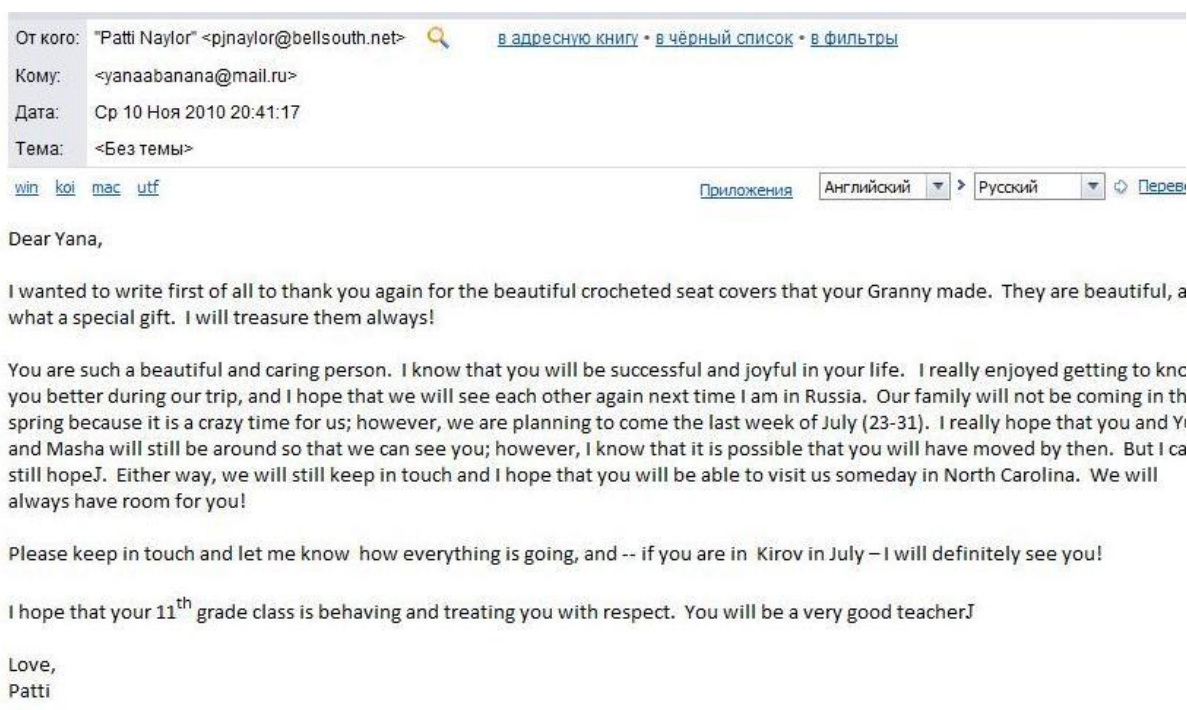 От кого: "Patti Naylor" <pjnaylor@bellsouth.net> в адресную книгу • в чёрный список • в фильтры
Кому: <yanaabanana@mail.ru>
Дата: Ср 10 Ноя 2010 20:41:17
Тема: <Без темы>
win koi mac utf Приложения Английский Русский
Dear Yana,
I wanted to write first of all to thank you again for the beautiful crocheted seat covers that your Granny made. They are beautiful,
what a special gift. I will treasure them always!
You are such a beautiful and caring person. I know that you will be successful and joyful in your life. I really enjoyed getting to
you better during our trip, and I hope that we will see each other again next time I am in Russia. Our family will not be coming in
spring because it is a crazy time for us; however, we are planning to come the last week of July (23-31). I really hope that you and
and Masha will still be around so that we can see you; however, I know that it is possible that you will have moved by then. But I
still hopeJ. Either way, we will still keep in touch and I hope that you will be able to visit us someday in North Carolina. We will
always have room for you!
Please keep in touch and let me know how everything is going, and -- if you are in Kirov in July – I will definitely see you!
I hope that your 11th grade class is behaving and treating you with respect. You will be a very good teacherJ
Love,
Patti